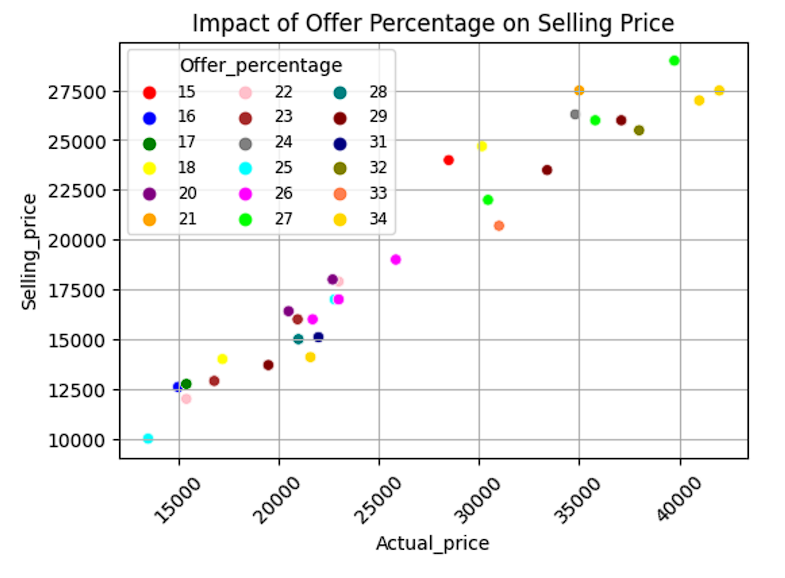 Impact of Offer Percentage on Selling Price
Offer_percentage
15 22 28
16 23 29
17 24 31
18 25 32
20 26 33
21 27 34
Selling_price
27500
25000
22500
20000
17500
15000
12500
10000
15000 20000 25000 30000 35000 40000
Actual_price